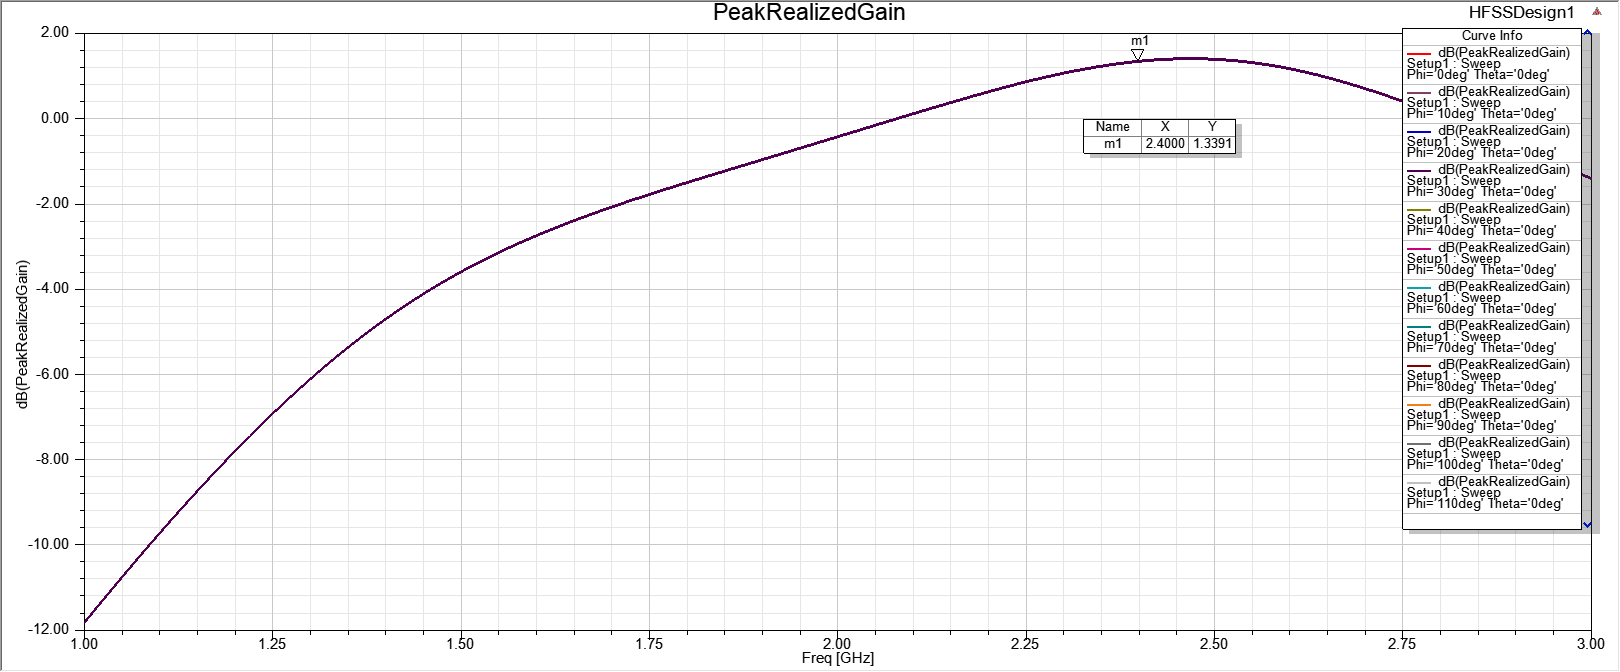 PeakRealizedGain
HFSSDesign1
2.00
0.00
-2.00
-4.00
-6.00
-8.00
-10.00
-12.00
dB(PeakRealizedGain)
1.00 1.25 1.50 1.75 2.00 2.25 2.50 2.75 3.00
Freq [GHz]
m1
Name X Y
m1 2.4000 1.3391
Curve Info
dB(PeakRealizedGain)
Setup1 : Sweep
Phi='0deg' Theta='0deg'
dB(PeakRealizedGain)
Setup1 : Sweep
Phi='10deg' Theta='0deg'
dB(PeakRealizedGain)
Setup1 : Sweep
Phi='20deg' Theta='0deg'
dB(PeakRealizedGain)
Setup1 : Sweep
Phi='30deg' Theta='0deg'
dB(PeakRealizedGain)
Setup1 : Sweep
Phi='40deg' Theta='0deg'
dB(PeakRealizedGain)
Setup1 : Sweep
Phi='50deg' Theta='0deg'
dB(PeakRealizedGain)
Setup1 : Sweep
Phi='60deg' Theta='0deg'
dB(PeakRealizedGain)
Setup1 : Sweep
Phi='70deg' Theta='0deg'
dB(PeakRealizedGain)
Setup1 : Sweep
Phi='80deg' Theta='0deg'
dB(PeakRealizedGain)
Setup1 : Sweep
Phi='90deg' Theta='0deg'
dB(PeakRealizedGain)
Setup1 : Sweep
Phi='100deg' Theta='0deg'
dB(PeakRealizedGain)
Setup1 : Sweep
Phi='110deg' Theta='0deg'